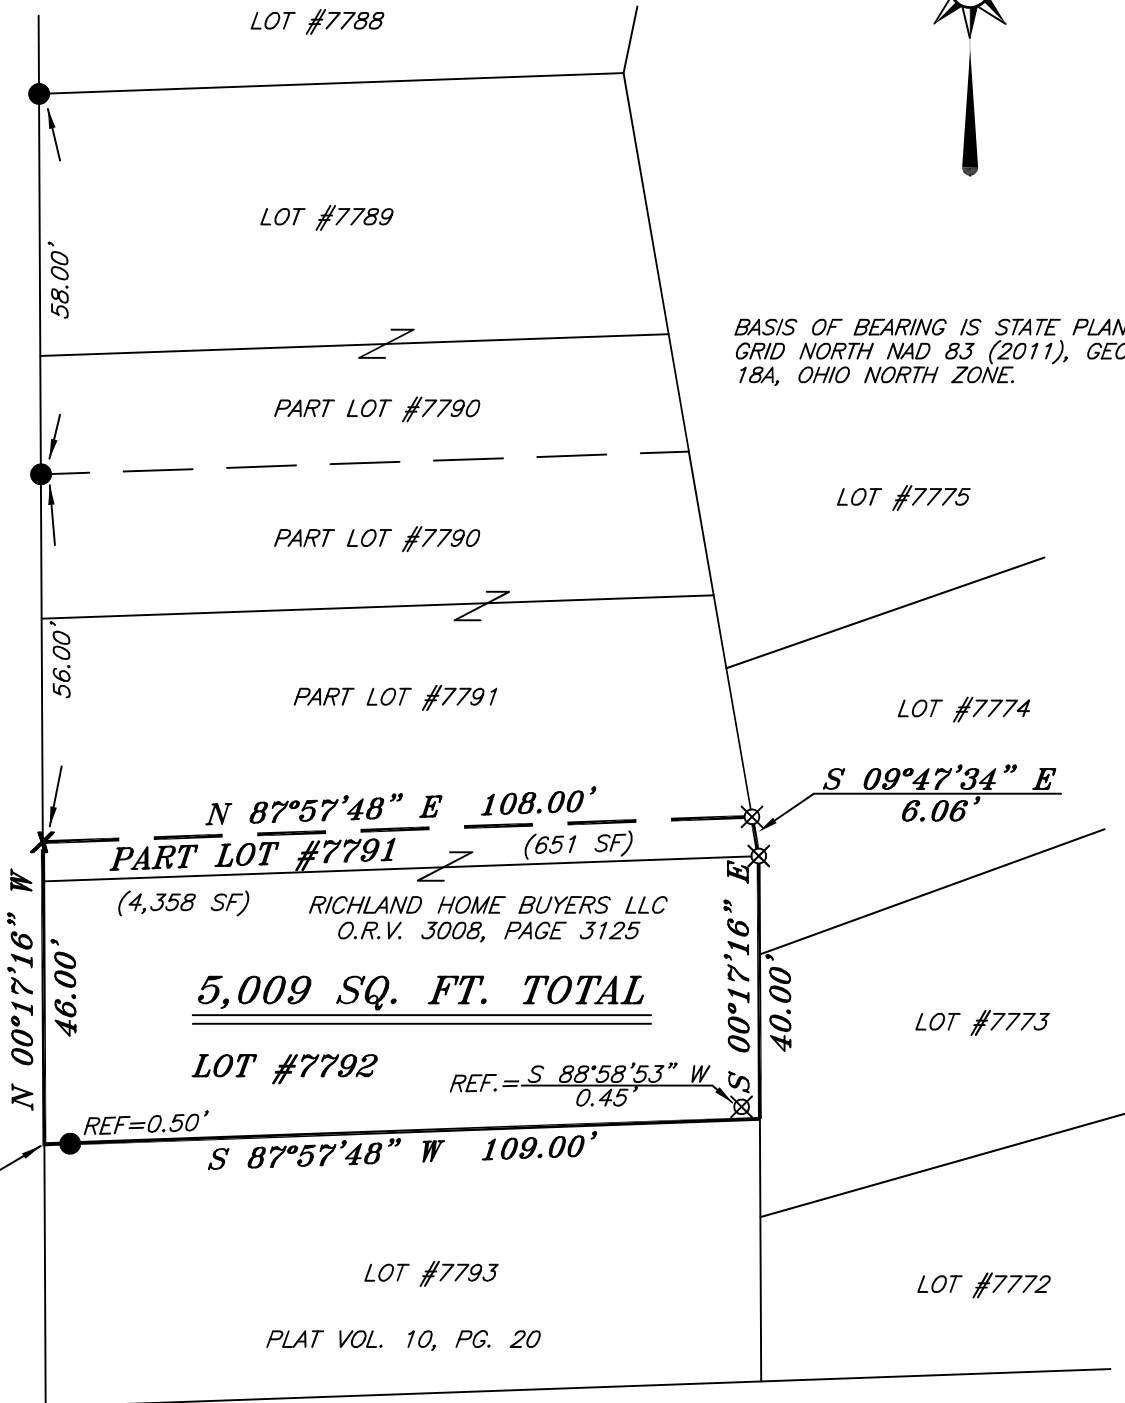 LOT #7788
LOT #7789
58.00'
BASIS OF BEARING IS STATE PLAN
GRID NORTH NAD 83 (2011), GEO
18A, OHIO NORTH ZONE.
PART LOT #7790
LOT #7775
PART LOT #7790
56.00'
PART LOT #7791
LOT #7774
S 09°47'34" E
6.06'
N 87°57'48" E 108.00'
PART LOT #7791
(651 SF)
(4,358 SF)
RICHLAND HOME BUYERS LLC
O.R.V. 3008, PAGE 3125
N 00°17'16" W
46.00'
5,009 SQ. FT. TOTAL
S 00°17'16" E
40.00'
LOT #7773
LOT #7792
REF.= S 88°58'53" W
0.45'
REF=0.50'
S 87°57'48" W 109.00'
LOT #7793
LOT #7772
PLAT VOL. 10, PG. 20